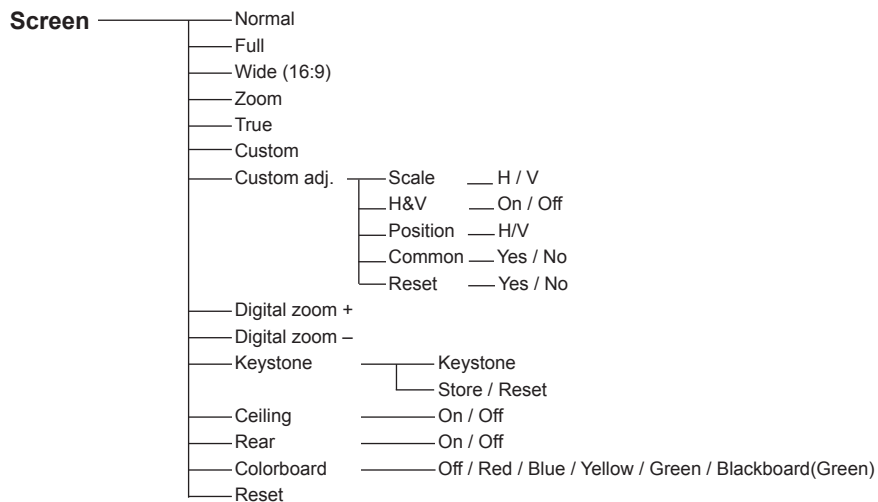 Screen Normal
Full
Wide (16:9)
Zoom
True
Custom
Custom adj. Scale H / V
H&V On / Off
Position H/V
Common Yes / No
Reset Yes / No
Digital zoom +
Digital zoom –
Keystone Keystone
Store / Reset
Ceiling On / Off
Rear On / Off
Colorboard Off / Red / Blue / Yellow / Green / Blackboard(Green)
Reset